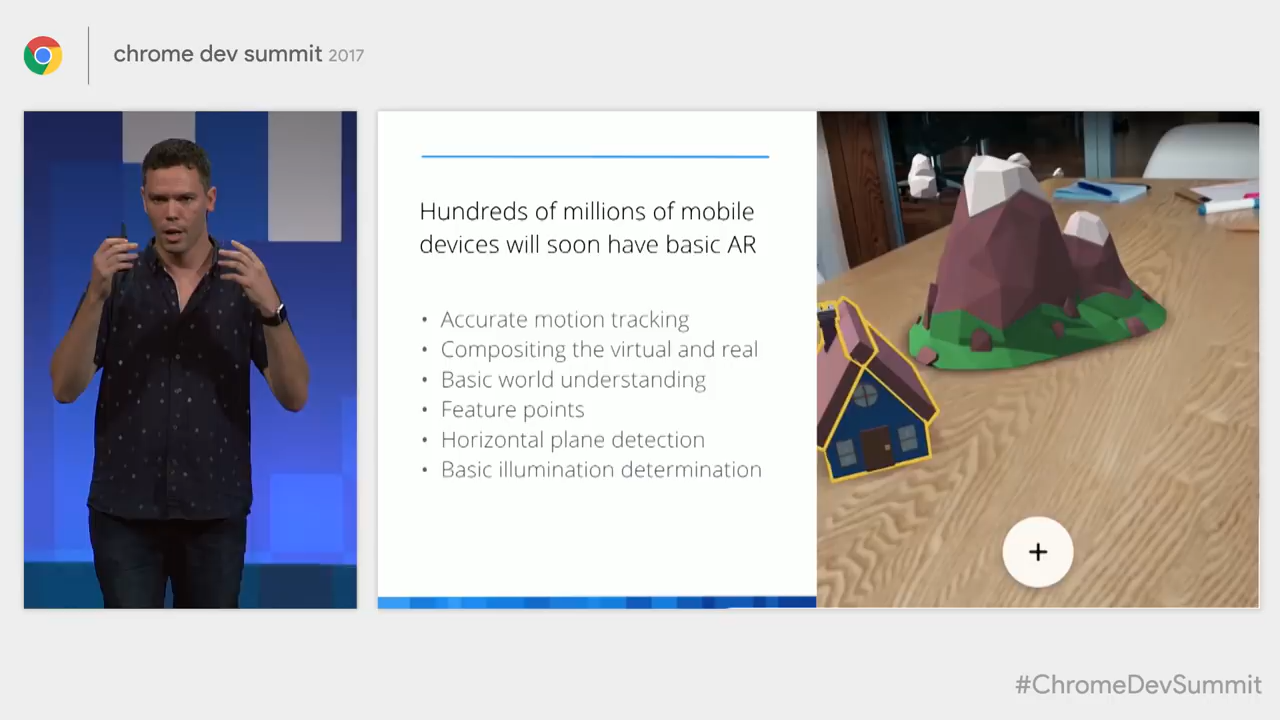 chrome dev summit 2017
Hundreds of millions of mobile
devices will soon have basic AR
• Accurate motion tracking
• Compositing the virtual and real
• Basic world understanding
• Feature points
• Horizontal plane detection
• Basic illumination determination
+
#ChromeDevSummit